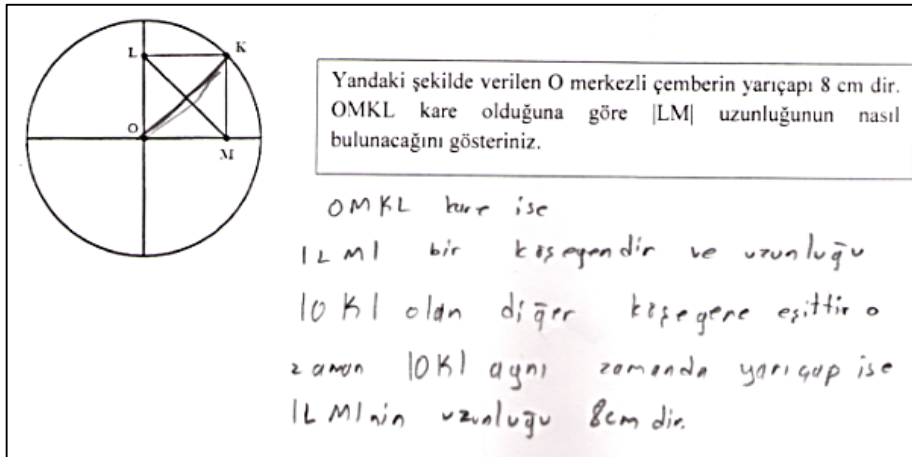 L
K
O
M
Yandaki şekilde verilen O merkezli çemberin yarıçapı 8 cm dir.
OMKL kare olduğuna göre |LM| uzunluğunun nasıl
bulunacağını gösteriniz.
OMKL kare ise
|LM| bir köşegendir ve uzunluğu
|OK| olan diğer köşegene eşittir o
zaman |OK| aynı zamanda yarıçap ise
|LM|nin uzunluğu 8cm dir.